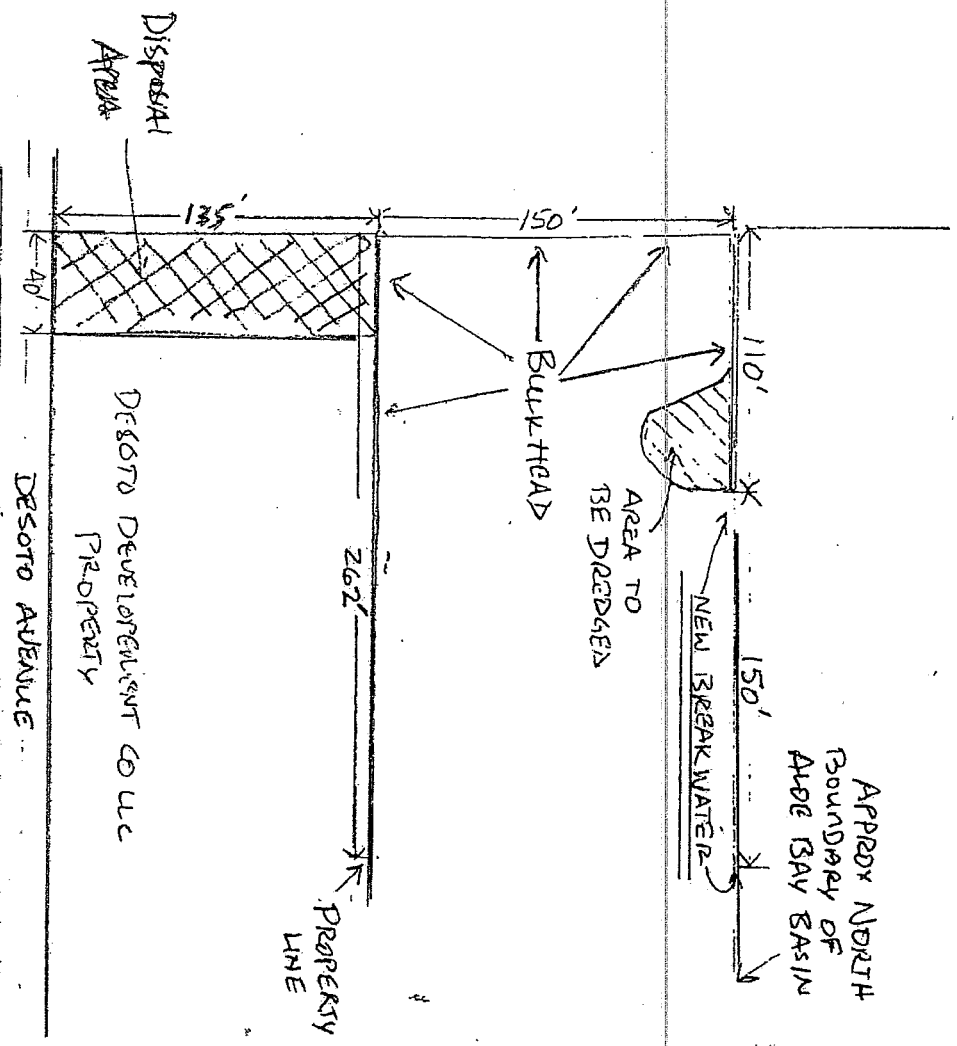 APPROX NORTH
BOUNDARY OF
ALOE BAY BASIN
110'
150'
NEW BREAKWATER
AREA TO
BE DREDGED
150'
BULKHEAD
262'
PROPERTY
LINE
135'
Disposal
AREA
40'
DESOTO DEVELOPMENT CO LLC
PROPERTY
DESOTO AVENUE